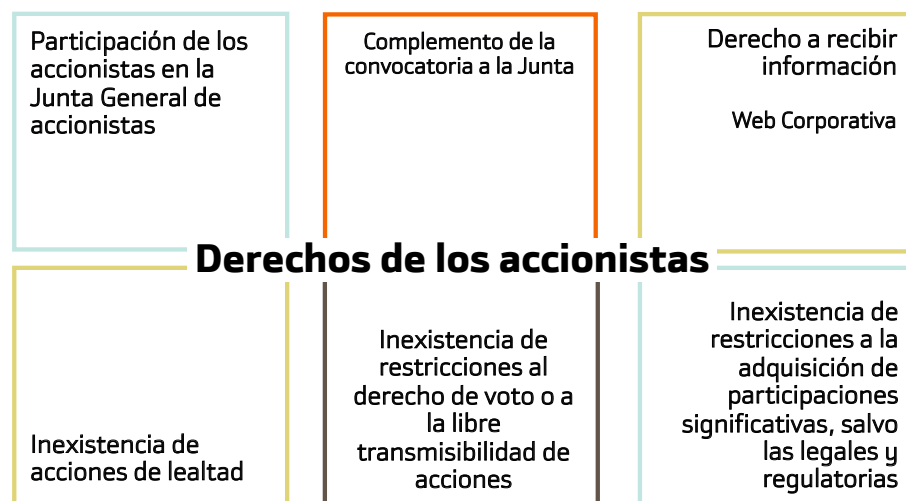 Participación de los
accionistas en la
Junta General de
accionistas
Complemento de la
convocatoria a la Junta
Derecho a recibir
información
Web Corporativa
Derechos de los accionistas
Inexistencia de
acciones de lealtad
Inexistencia de
restricciones al
derecho de voto o a
la libre
transmisibilidad de
acciones
Inexistencia de
restricciones a la
adquisición de
participaciones
significativas, salvo
las legales y
regulatorias